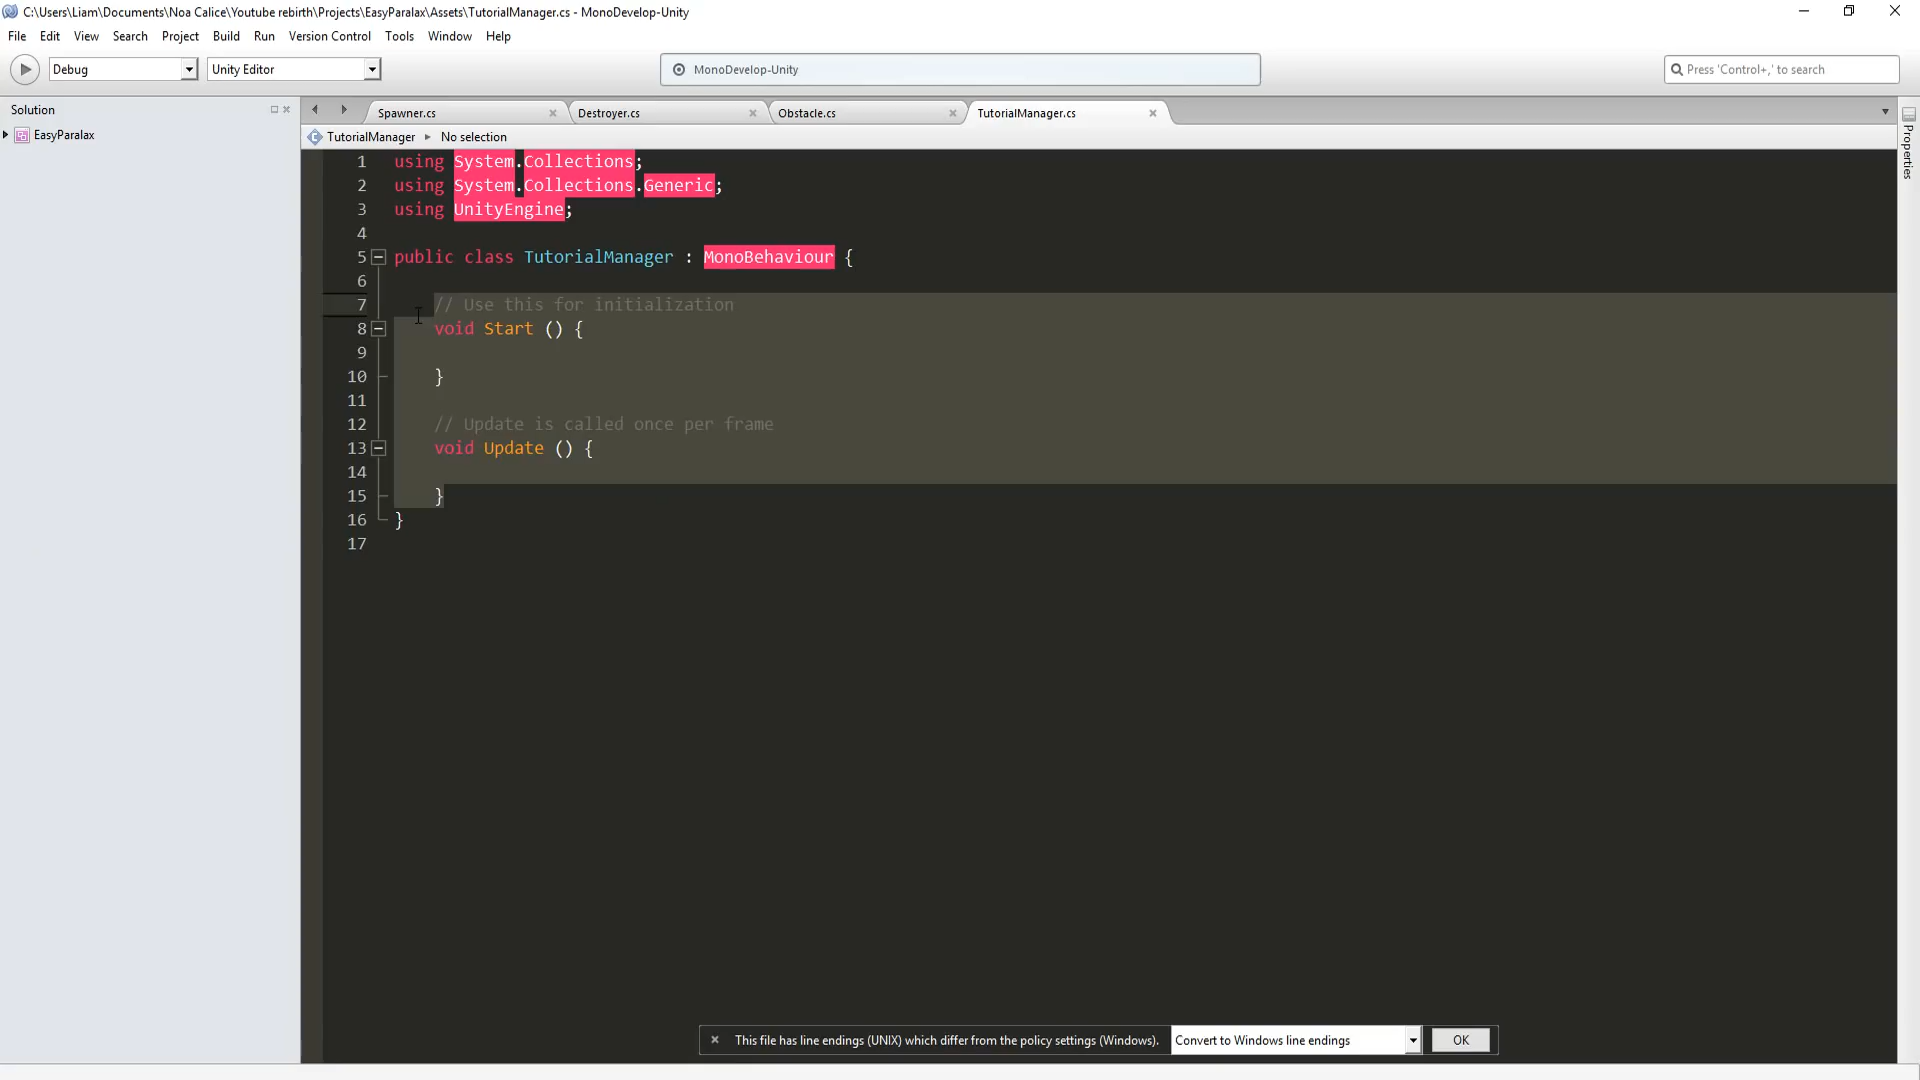 C:\Users\Liam\Documents\Noa Calice\Youtube rebirth\Projects\EasyParalax\Assets\TutorialManager.cs - MonoDevelop-Unity
File Edit View Search Project Build Run Version Control Tools Window Help
Debug Unity Editor MonoDevelop-Unity Press 'Control+,' to search
Solution
EasyParalax
Spawner.cs Destroyer.cs Obstacle.cs TutorialManager.cs
TutorialManager No selection
1 using System.Collections;
2 using System.Collections.Generic;
3 using UnityEngine;
4
5 public class TutorialManager : MonoBehaviour {
6
7 // Use this for initialization
8 void Start () {
9
10 }
11
12 // Update is called once per frame
13 void Update () {
14
15 }
16 }
17
Properties
This file has line endings (UNIX) which differ from the policy settings (Windows). Convert to Windows line endings OK